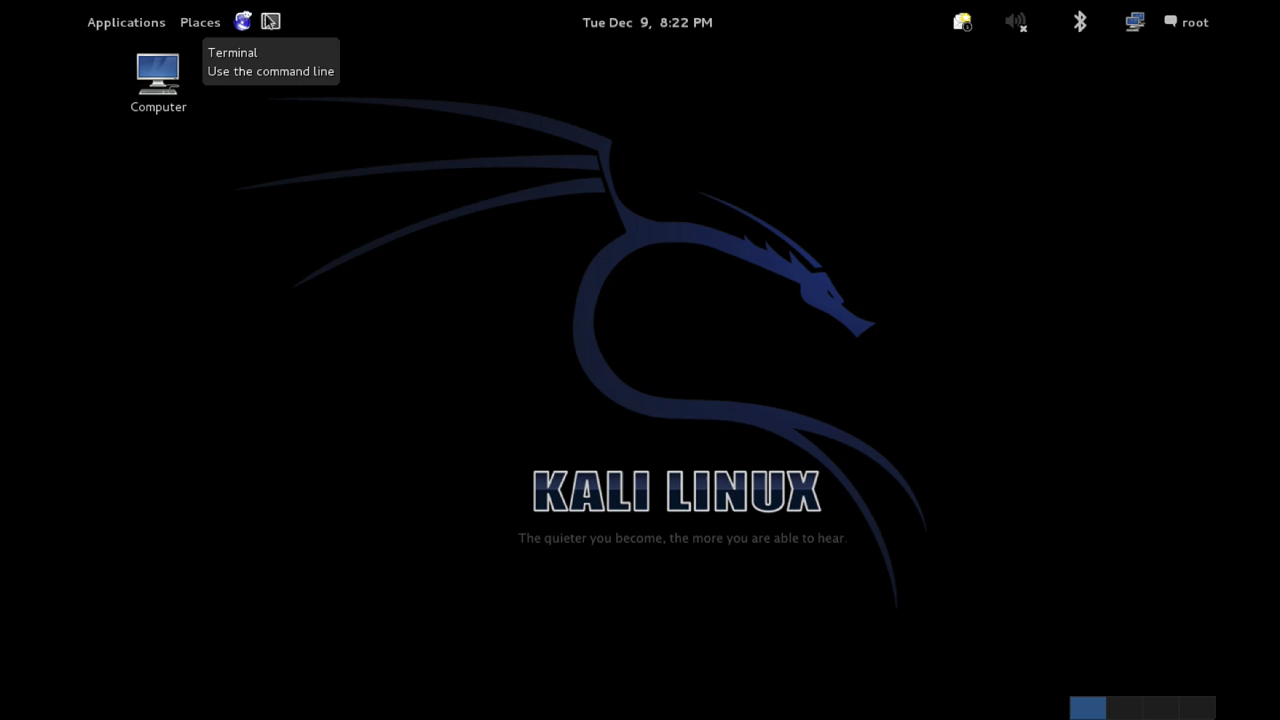 Applications Places Tue Dec 9, 8:22 PM root
Terminal
Use the command line
Computer
KALI LINUX
The quieter you become, the more you are able to hear.